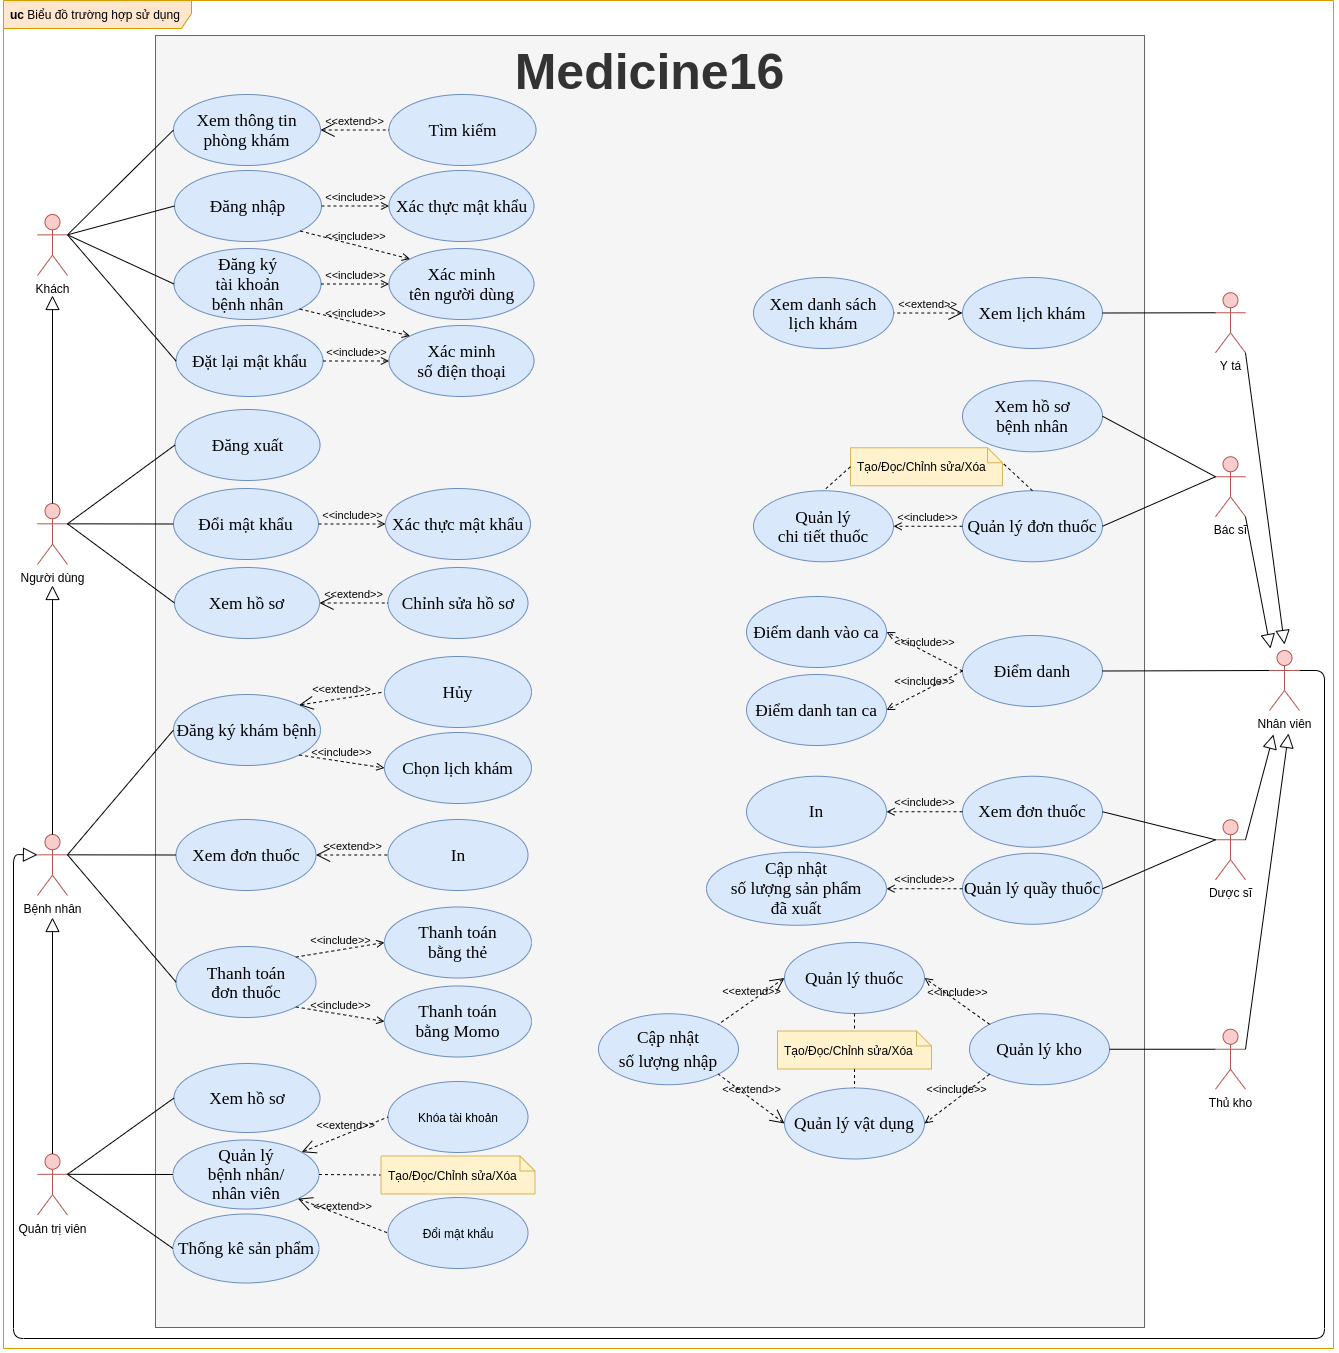 uc Biểu đồ trường hợp sử dụng
Medicine16
Xem thông tin
phòng khám
<<extend>>
Tìm kiếm
Đăng nhập
<<include>>
Xác thực mật khẩu
<<include>>
Đăng ký
tài khoản
bệnh nhân
<<include>>
Xác minh
tên người dùng
<<include>>
Đặt lại mật khẩu
<<include>>
Xác minh
số điện thoại
Khách
Đăng xuất
Đổi mật khẩu
<<include>>
Xác thực mật khẩu
Xem hồ sơ
<<extend>>
Chỉnh sửa hồ sơ
Người dùng
Đăng ký khám bệnh
<<extend>>
Hủy
<<include>>
Chọn lịch khám
Xem đơn thuốc
<<extend>>
In
Bệnh nhân
Thanh toán
đơn thuốc
<<include>>
Thanh toán
bằng thẻ
<<include>>
Thanh toán
bằng Momo
Xem hồ sơ
Quản lý
bệnh nhân/
nhân viên
<<extend>>
Khóa tài khoản
Tạo/Đọc/Chỉnh sửa/Xóa
<<extend>>
Đổi mật khẩu
Thống kê sản phẩm
Quản trị viên
Xem danh sách
lịch khám
<<extend>>
Xem lịch khám
Y tá
Xem hồ sơ
bệnh nhân
Tạo/Đọc/Chỉnh sửa/Xóa
Quản lý
chi tiết thuốc
<<include>>
Quản lý đơn thuốc
Bác sĩ
Điểm danh vào ca
<<include>>
Điểm danh
<<include>>
Điểm danh tan ca
Nhân viên
In
<<include>>
Xem đơn thuốc
Cập nhật
số lượng sản phẩm
đã xuất
<<include>>
Quản lý quầy thuốc
Dược sĩ
Quản lý thuốc
<<extend>>
<<include>>
Cập nhật
số lượng nhập
Tạo/Đọc/Chỉnh sửa/Xóa
Quản lý kho
<<extend>>
<<include>>
Quản lý vật dụng
Thủ kho